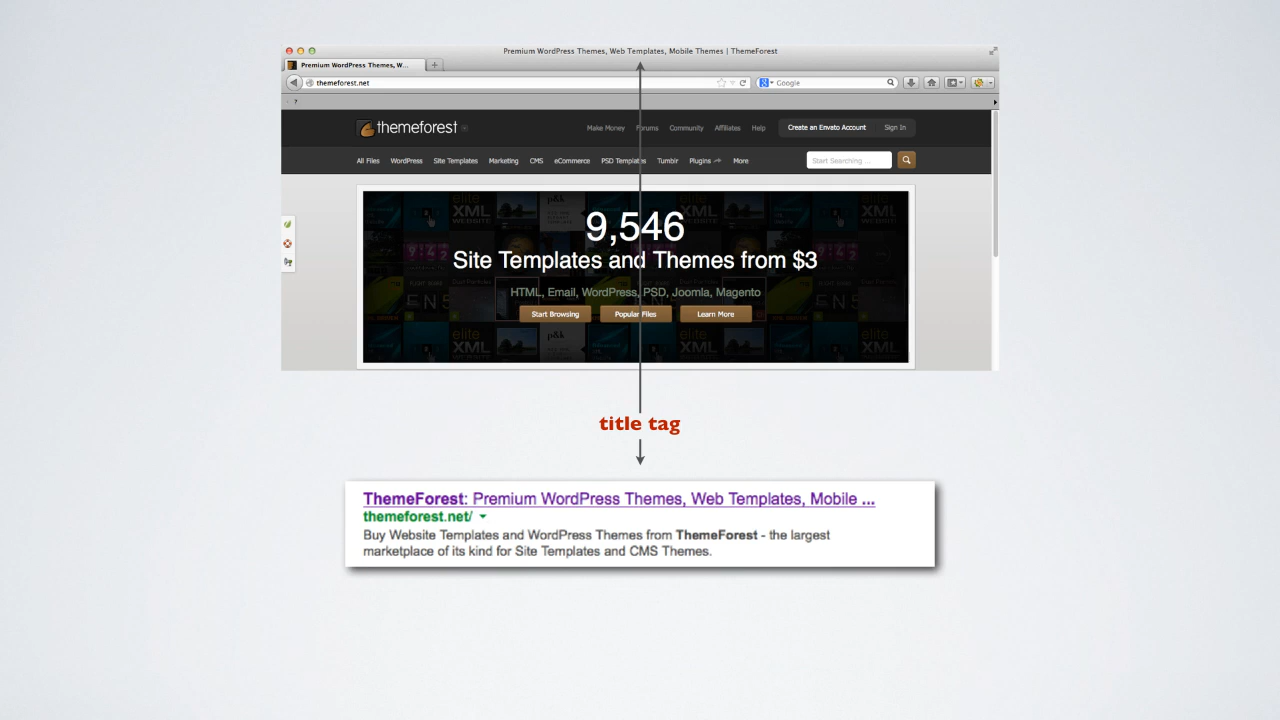 Premium WordPress Themes, Web Templates, Mobile Themes | ThemeForest
Premium WordPress Themes, W...
themeforest.net
Google
?
themeforest
Make Money Forums Community Affiliates Help Create an Envato Account Sign In
All Files WordPress Site Templates Marketing CMS eCommerce PSD Templates Tumblr Plugins More
Start Searching ...
9,546
Site Templates and Themes from $3
HTML, Email, WordPress, PSD, Joomla, Magento
Start Browsing Popular Files Learn More
title tag
ThemeForest: Premium WordPress Themes, Web Templates, Mobile ...
themeforest.net/
Buy Website Templates and WordPress Themes from ThemeForest - the largest
marketplace of its kind for Site Templates and CMS Themes.